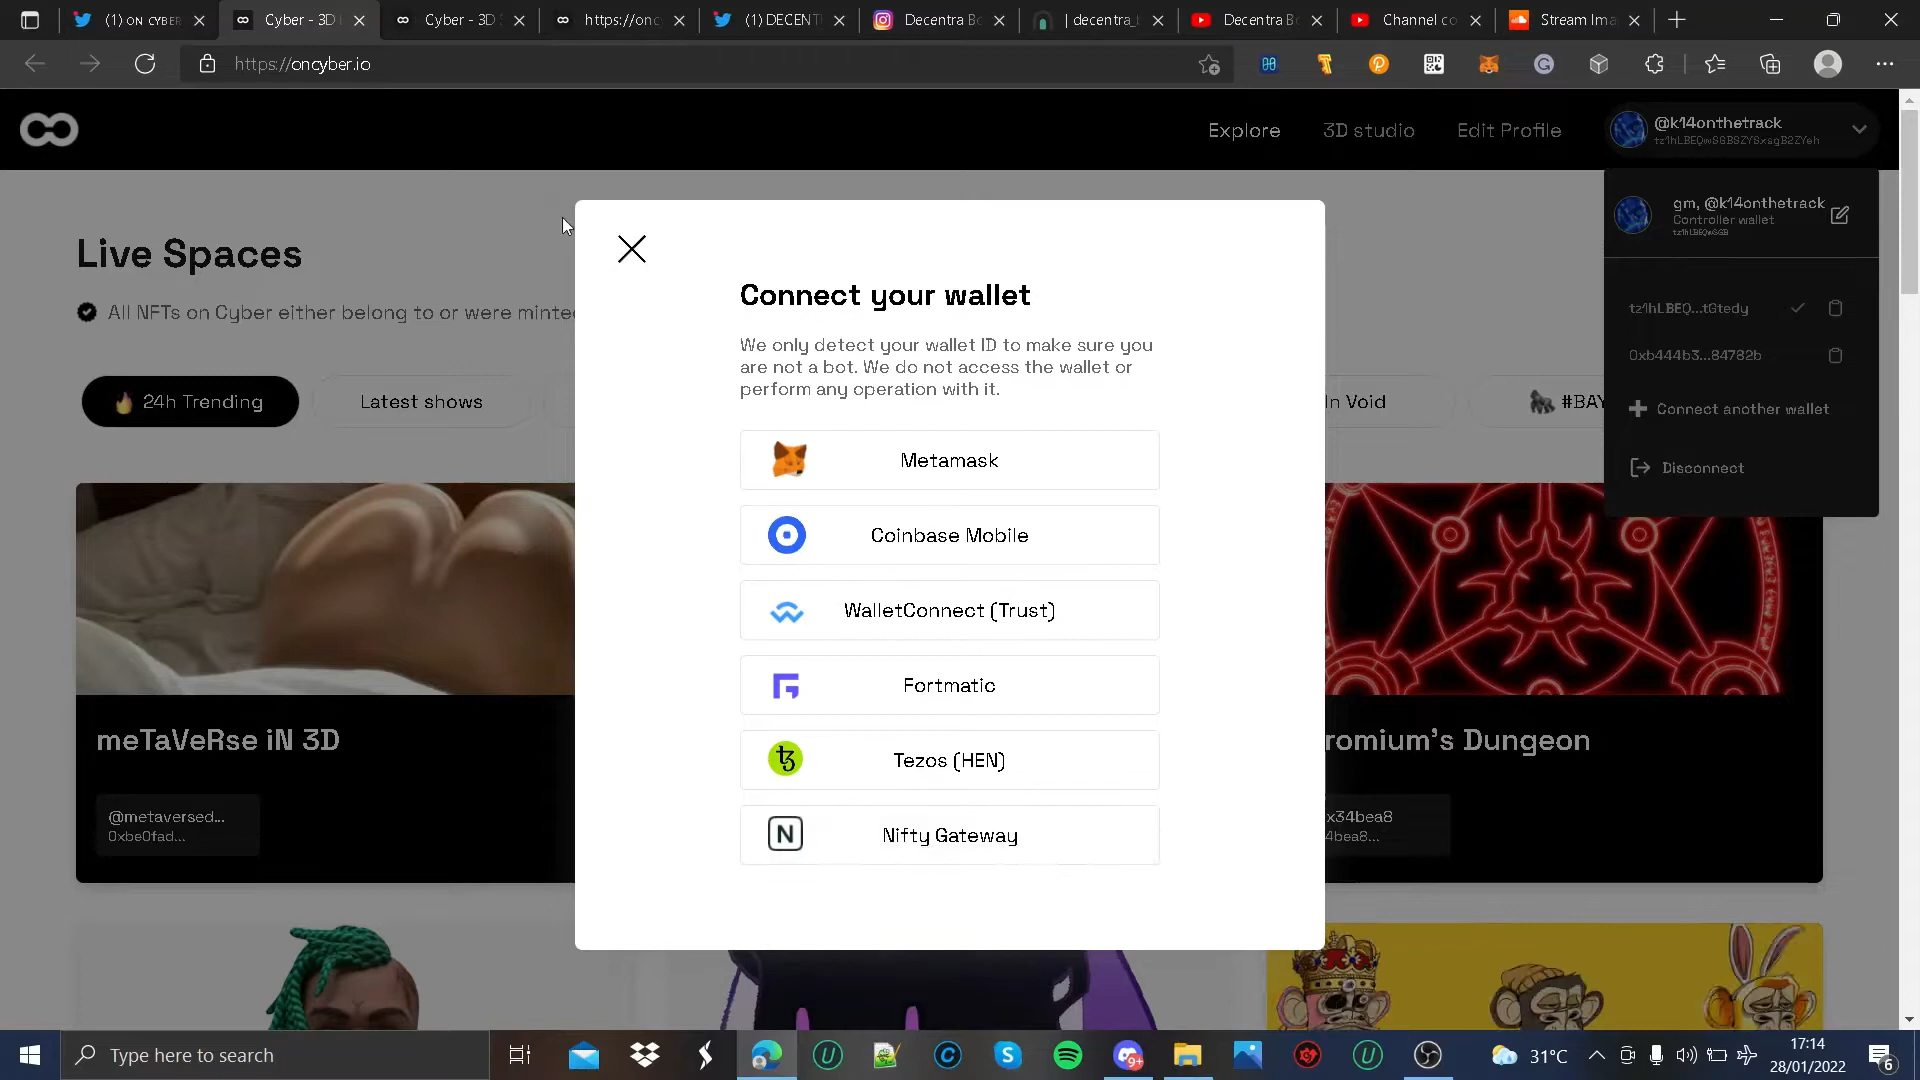 (1) ON CYBER
Cyber - 3D
Cyber - 3D
https://onc
(1) DECENT
Decentra Bo
| decentra_b
Decentra Bo
Channel co
Stream Ima
https://oncyber.io
Explore
3D studio
Edit Profile
@k14onthetrack
gm, @k14onthetrack
Controller wallet
tz1hLBEQwSGB
tz1hLBEQ...tGtedy
0xb444b3...84782b
Connect another wallet
Disconnect
Live Spaces
All NFTs on Cyber either belong to or were minte
24h Trending
Latest shows
In Void
#BAY
Connect your wallet
We only detect your wallet ID to make sure you
are not a bot. We do not access the wallet or
perform any operation with it.
Metamask
Coinbase Mobile
WalletConnect (Trust)
Fortmatic
Tezos (HEN)
N
Nifty Gateway
meTaVeRse iN 3D
@metaversed...
0xbe0fad...
romium's Dungeon
x34bea8
4bea8...
Type here to search
9+
31°C
17:14
28/01/2022
6